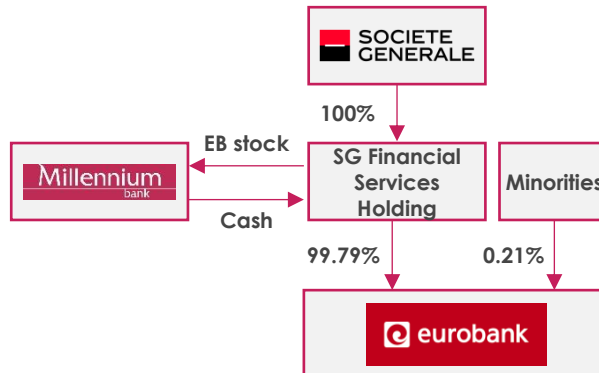 SOCIETE
GENERALE
100%
EB stock
Millennium
bank
Cash
SG Financial
Services
Holding
Minorities
99.79%
0.21%
eurobank